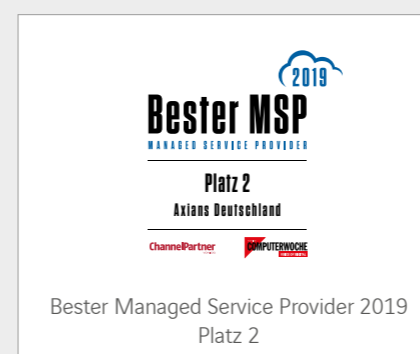 2019
Bester MSP
MANAGED SERVICE PROVIDER
Platz 2
Axians Deutschland
ChannelPartner
COMPUTERWOCHE
Bester Managed Service Provider 2019
Platz 2